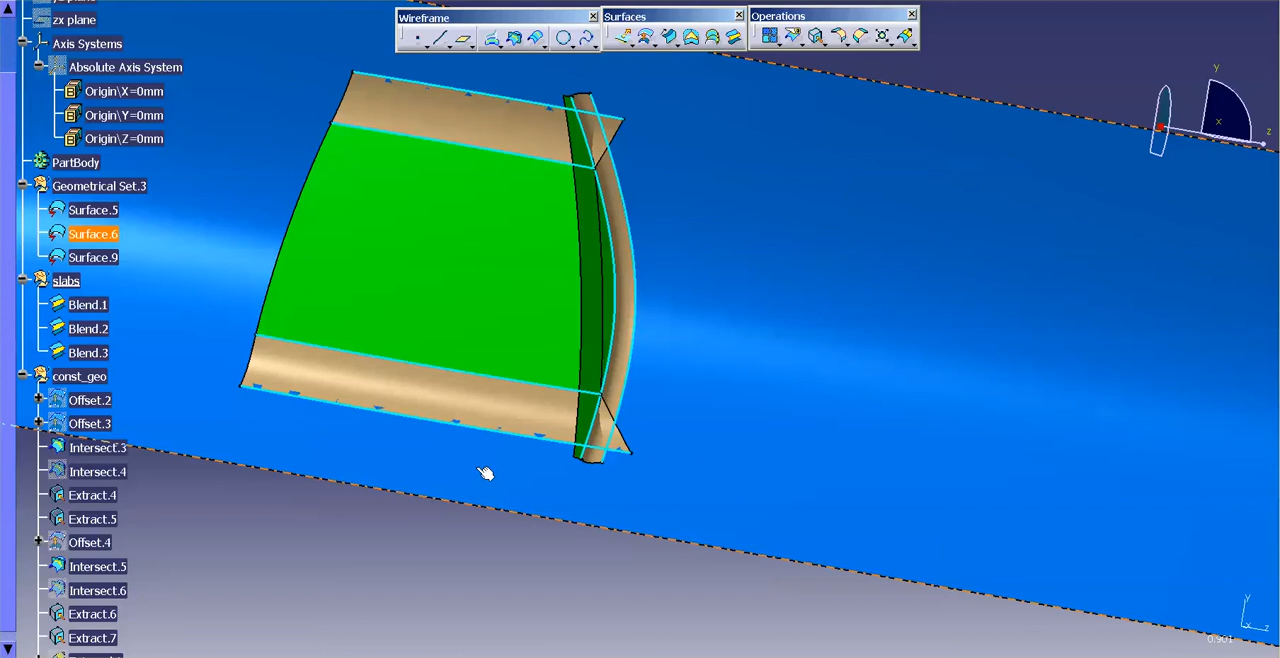 zx plane
Axis Systems
Absolute Axis System
Origin\X=0mm
Origin\Y=0mm
Origin\Z=0mm
PartBody
Geometrical Set.3
Surface.5
Surface.6
Surface.9
slabs
Blend.1
Blend.2
Blend.3
const_geo
Offset.2
Offset.3
Intersect.3
Intersect.4
Extract.4
Extract.5
Offset.4
Intersect.5
Intersect.6
Extract.6
Extract.7
Wireframe
Surfaces
Operations
y
x
z
y
x
z
0.901